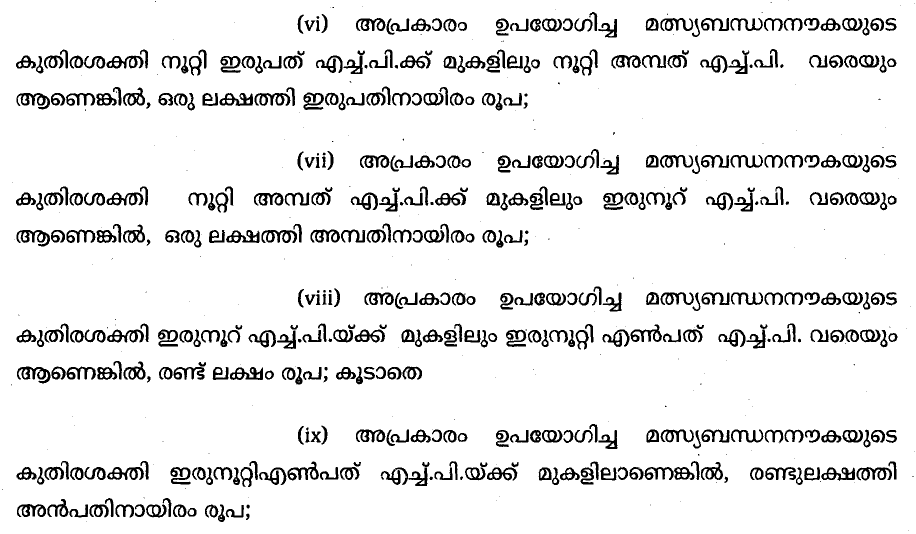 (vi) അപ്രകാരം ഉപയോഗിച്ച മത്സ്യബന്ധനനൗകയുടെ
കുതിരശക്തി നൂറ്റി ഇരുപത് എച്ച്.പി.ക്ക് മുകളിലും നൂറ്റി അമ്പത് എച്ച്.പി. വരെയും
ആണെങ്കിൽ, ഒരു ലക്ഷത്തി ഇരുപതിനായിരം രൂപ;
(vii) അപ്രകാരം ഉപയോഗിച്ച മത്സ്യബന്ധനനൗകയുടെ
കുതിരശക്തി നൂറ്റി അമ്പത് എച്ച്.പി.ക്ക് മുകളിലും ഇരുനൂറ് എച്ച്.പി. വരെയും
ആണെങ്കിൽ, ഒരു ലക്ഷത്തി അമ്പതിനായിരം രൂപ;
(viii) അപ്രകാരം ഉപയോഗിച്ച മത്സ്യബന്ധനനൗകയുടെ
കുതിരശക്തി ഇരുനൂറ് എച്ച്.പി.യ്ക്ക് മുകളിലും ഇരുനൂറ്റി എൺപത് എച്ച്.പി. വരെയും
ആണെങ്കിൽ, രണ്ട് ലക്ഷം രൂപ; കൂടാതെ
(ix) അപ്രകാരം ഉപയോഗിച്ച മത്സ്യബന്ധനനൗകയുടെ
കുതിരശക്തി ഇരുനൂറ്റിഎൺപത് എച്ച്.പി.യ്ക്ക് മുകളിലാണെങ്കിൽ, രണ്ടുലക്ഷത്തി
അൻപതിനായിരം രൂപ;